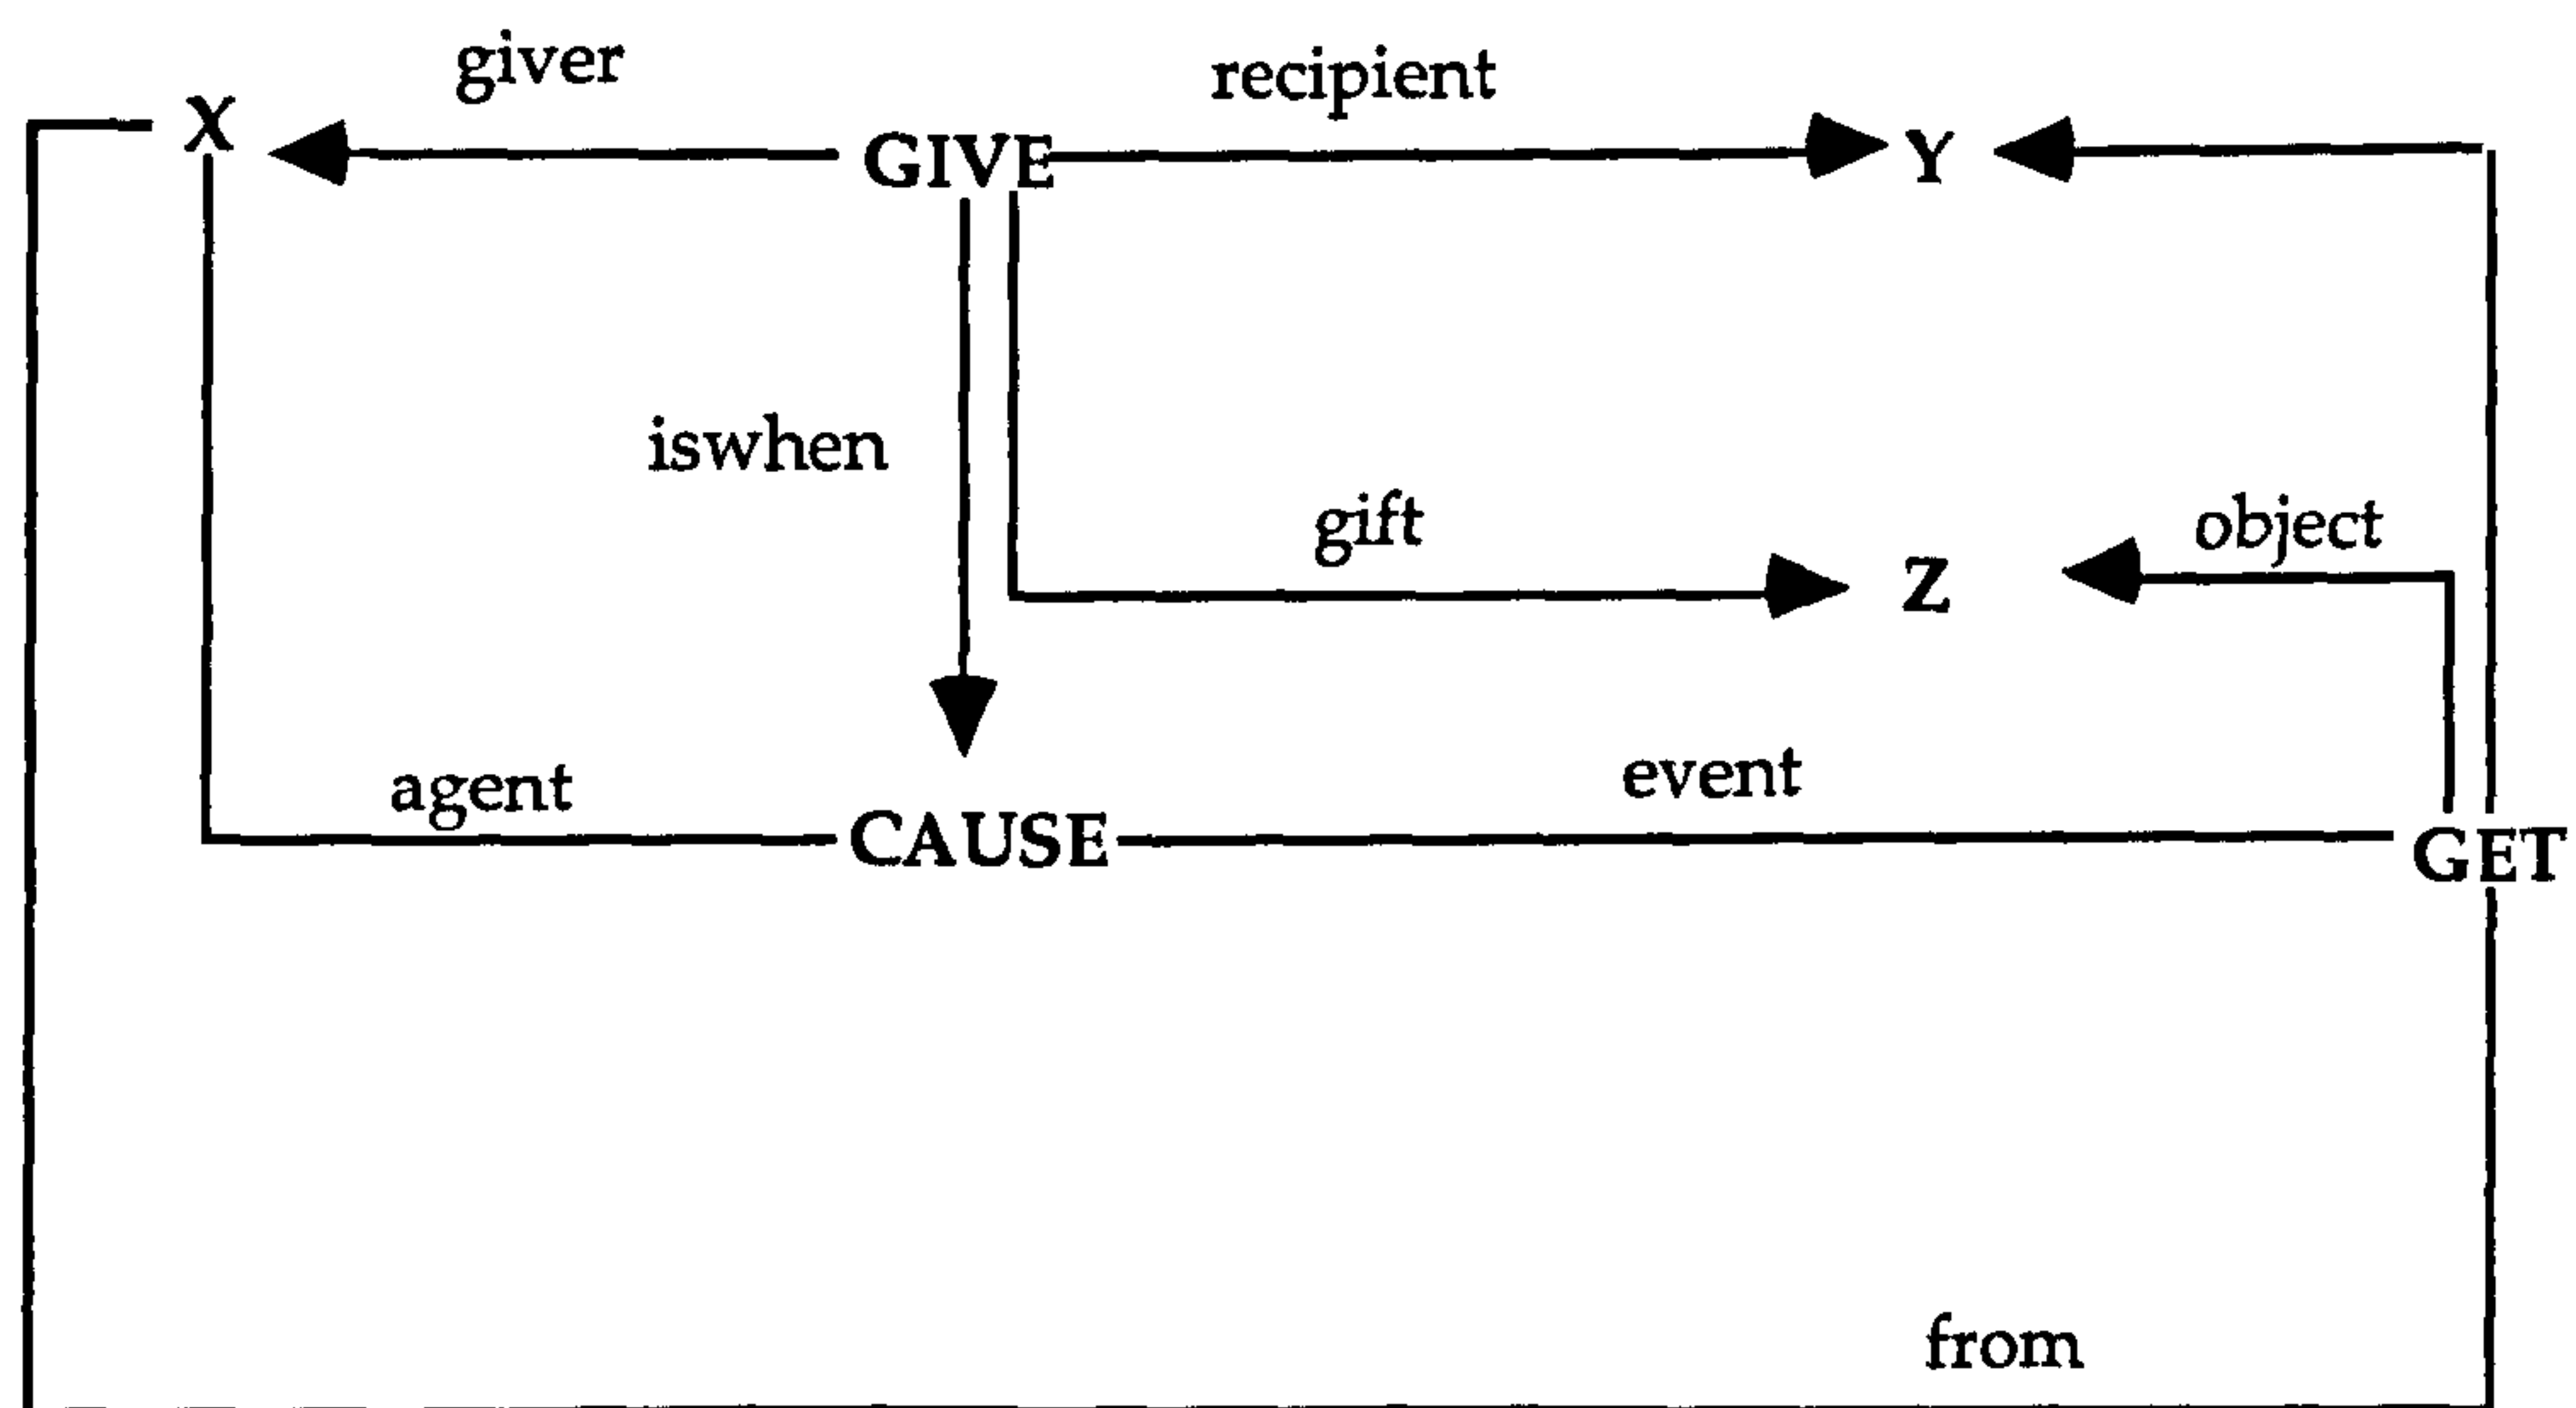 giver
recipient
X
GIVE
Y
iswhen
gift
object
Z
agent
event
CAUSE
GET
from